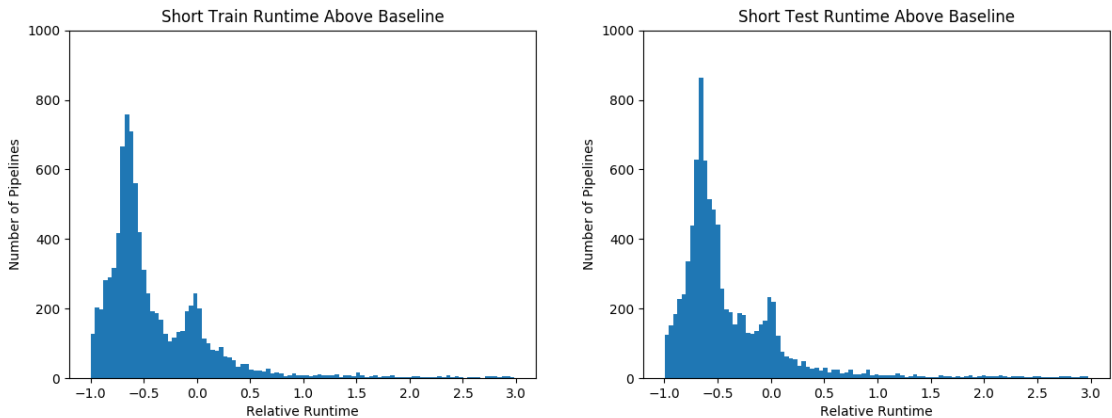 Short Train Runtime Above Baseline
1000
800
600
400
200
0
Number of Pipelines
−1.0 −0.5 0.0 0.5 1.0 1.5 2.0 2.5 3.0
Relative Runtime
Short Test Runtime Above Baseline
1000
800
600
400
200
0
Number of Pipelines
−1.0 −0.5 0.0 0.5 1.0 1.5 2.0 2.5 3.0
Relative Runtime